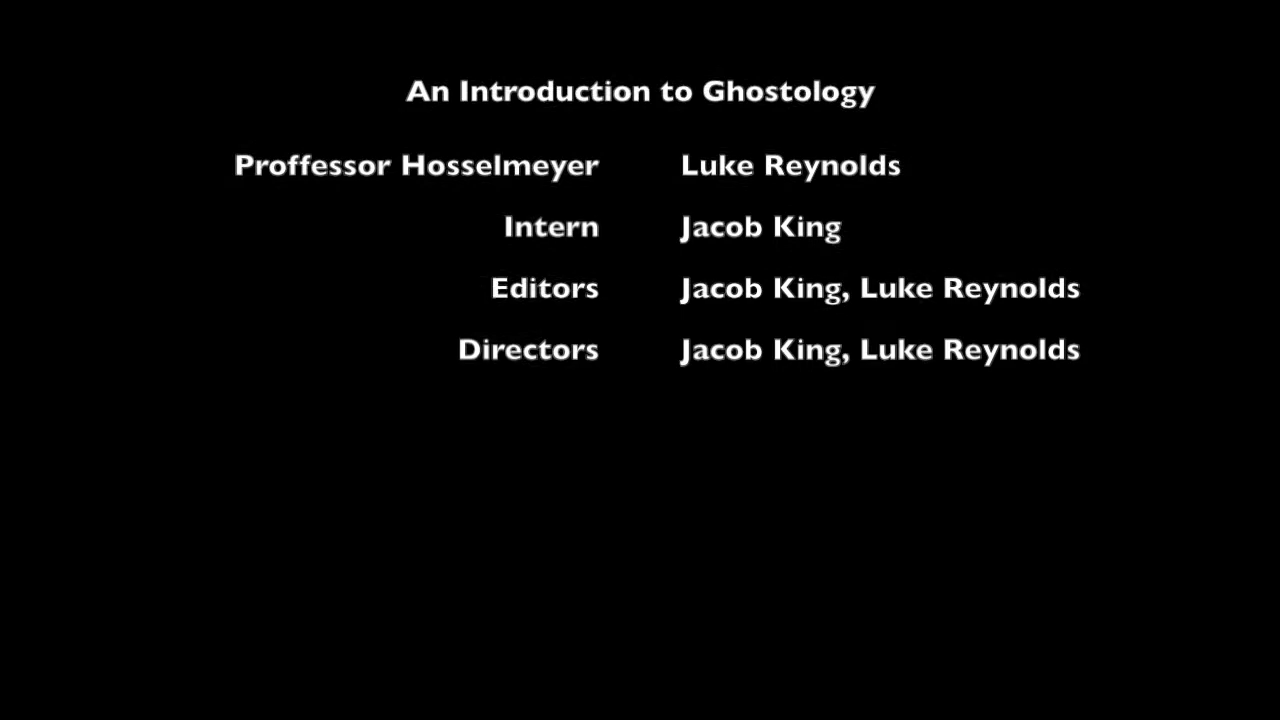 An Introduction to Ghostology
Proffessor Hosselmeyer Luke Reynolds
Intern Jacob King
Editors Jacob King, Luke Reynolds
Directors Jacob King, Luke Reynolds